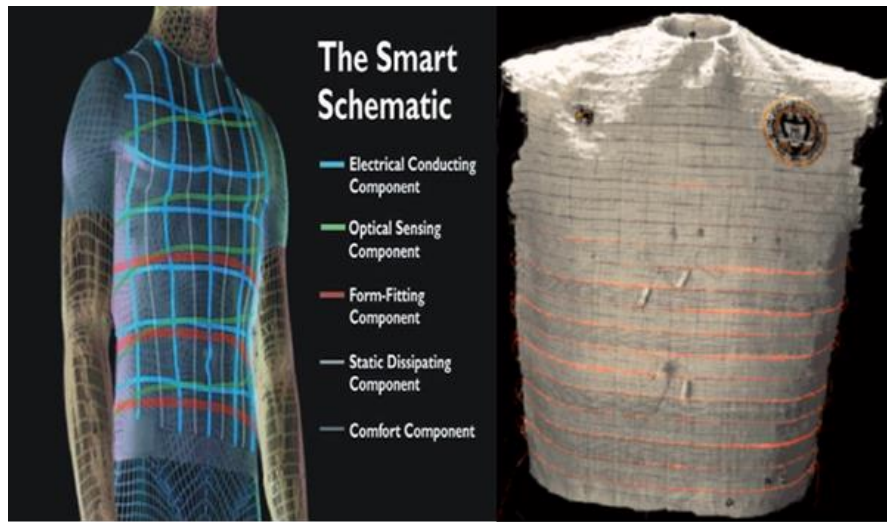 The Smart
Schematic
Electrical Conducting
Component
Optical Sensing
Component
Form-Fitting
Component
Static Dissipating
Component
Comfort Component